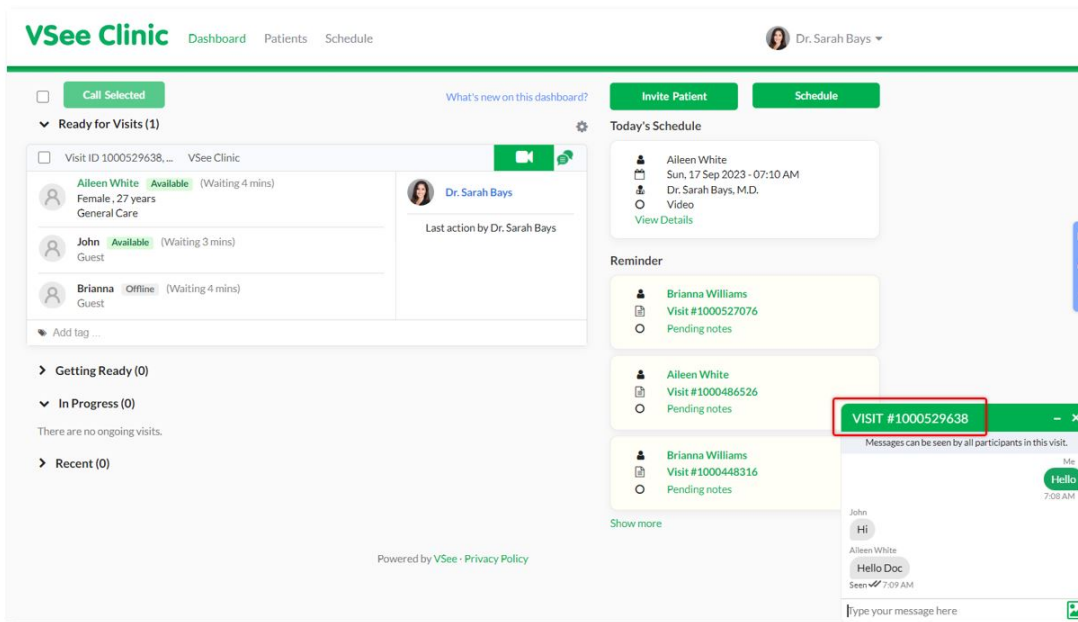 VSee Clinic Dashboard Patients Schedule Dr. Sarah Bays
Call Selected What's new on this dashboard?
Ready for Visits (1)
Visit ID 1000529638, ... VSee Clinic
Aileen White Available (Waiting 4 mins)
Female , 27 years
General Care
John Available (Waiting 3 mins)
Guest
Brianna Offline (Waiting 4 mins)
Guest
Dr. Sarah Bays
Last action by Dr. Sarah Bays
Add tag ...
Getting Ready (0)
In Progress (0)
There are no ongoing visits.
Recent (0)
Invite Patient Schedule
Today's Schedule
Aileen White
Sun, 17 Sep 2023 - 07:10 AM
Dr. Sarah Bays, M.D.
Video
View Details
Reminder
Brianna Williams
Visit #1000527076
Pending notes
Aileen White
Visit #1000486526
Pending notes
Brianna Williams
Visit #1000448316
Pending notes
Show more
VISIT #1000529638
Messages can be seen by all participants in this visit.
Me
Hello
7:08 AM
John
Hi
Aileen White
Hello Doc
Seen 7:09 AM
Type your message here
Powered by VSee - Privacy Policy